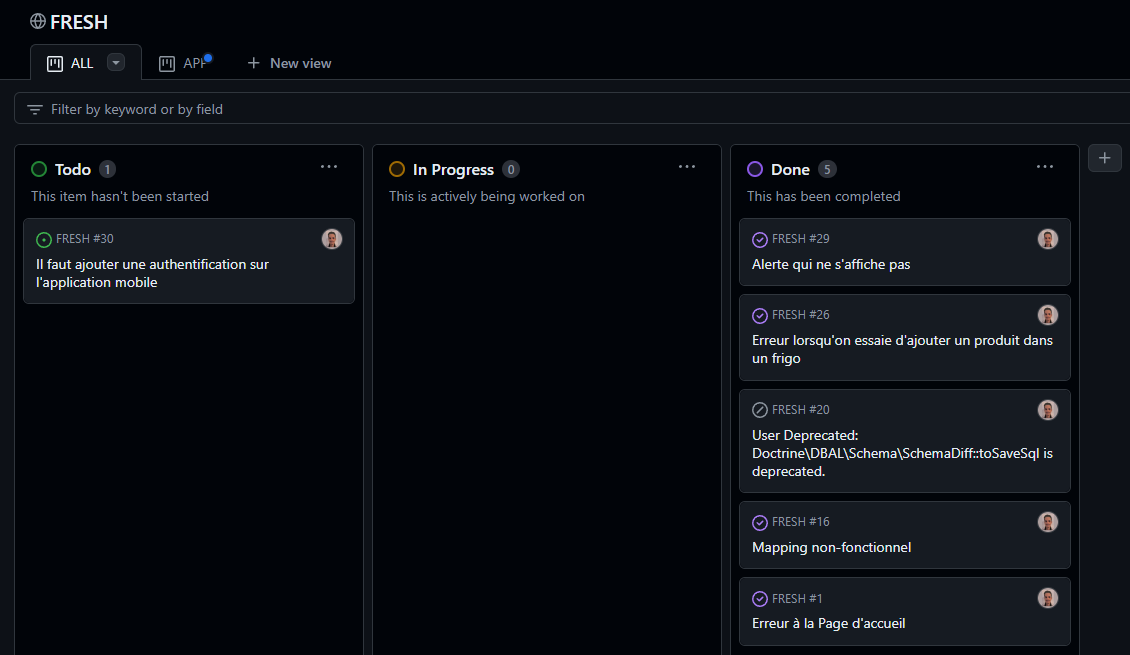 FRESH
ALL
AP
New view
Filter by keyword or by field
Todo 1
This item hasn't been started
FRESH #30
Il faut ajouter une authentification sur
l'application mobile
In Progress 0
This is actively being worked on
Done 5
This has been completed
FRESH #29
Alerte qui ne s'affiche pas
FRESH #26
Erreur lorsqu'on essaie d'ajouter un produit dans
un frigo
FRESH #20
User Deprecated:
Doctrine\DBAL\Schema\SchemaDiff::toSaveSql is
deprecated.
FRESH #16
Mapping non-fonctionnel
FRESH #1
Erreur à la Page d'accueil